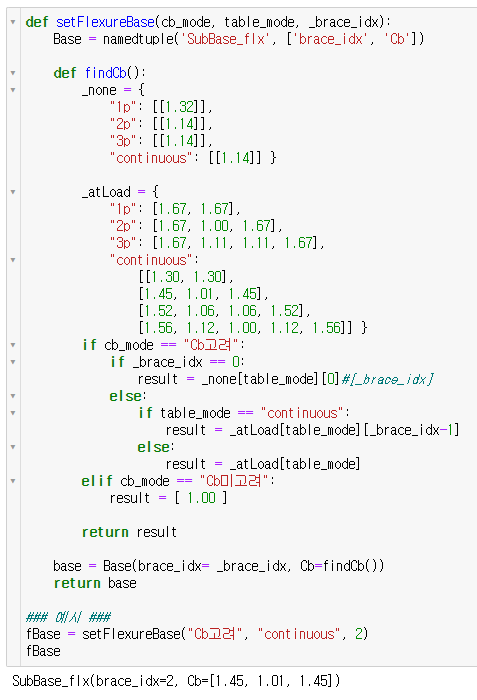 def setFlexureBase(cb_mode, table_mode, _brace_idx):
    Base = namedtuple('SubBase_flx', ['brace_idx', 'Cb'])

    def findCb():
        _none = {
            "1p": [[1.32]],
            "2p": [[1.14]],
            "3p": [[1.14]],
            "continuous": [[1.14]] }

        _atLoad = {
            "1p": [1.67, 1.67],
            "2p": [1.67, 1.00, 1.67],
            "3p": [1.67, 1.11, 1.11, 1.67],
            "continuous":
                [[1.30, 1.30],
                [1.45, 1.01, 1.45],
                [1.52, 1.06, 1.06, 1.52],
                [1.56, 1.12, 1.00, 1.12, 1.56]] }
        if cb_mode == "Cb고려":
            if _brace_idx == 0:
                result = _none[table_mode][0]#[_brace_idx]
            else:
                if table_mode == "continuous":
                    result = _atLoad[table_mode][_brace_idx-1]
                else:
                    result = _atLoad[table_mode]
        elif cb_mode == "Cb미고려":
            result = [ 1.00 ]

        return result

    base = Base(brace_idx= _brace_idx, Cb=findCb())
    return base

### 예시 ###
fBase = setFlexureBase("Cb고려", "continuous", 2)
fBase
SubBase_flx(brace_idx=2, Cb=[1.45, 1.01, 1.45])